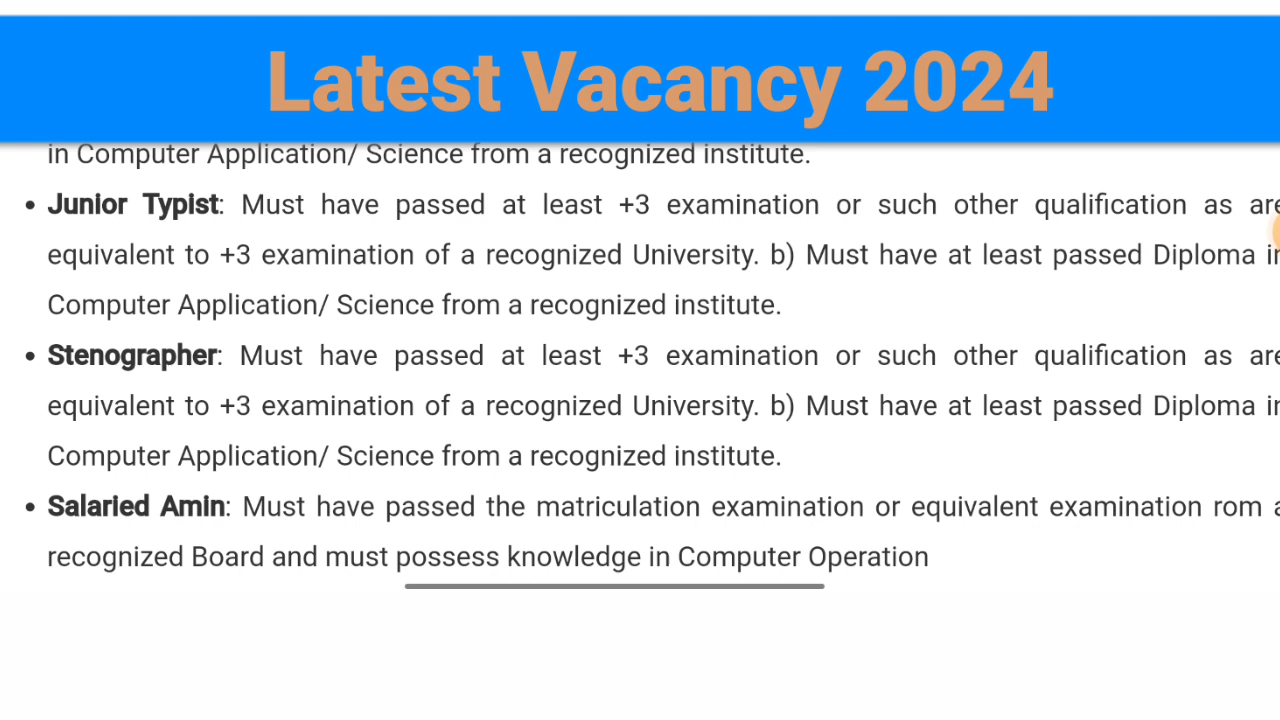 Latest Vacancy 2024
in Computer Application/ Science from a recognized institute.
• Junior Typist: Must have passed at least +3 examination or such other qualification as are
equivalent to +3 examination of a recognized University. b) Must have at least passed Diploma in
Computer Application/ Science from a recognized institute.
• Stenographer: Must have passed at least +3 examination or such other qualification as are
equivalent to +3 examination of a recognized University. b) Must have at least passed Diploma in
Computer Application/ Science from a recognized institute.
• Salaried Amin: Must have passed the matriculation examination or equivalent examination rom a
recognized Board and must possess knowledge in Computer Operation